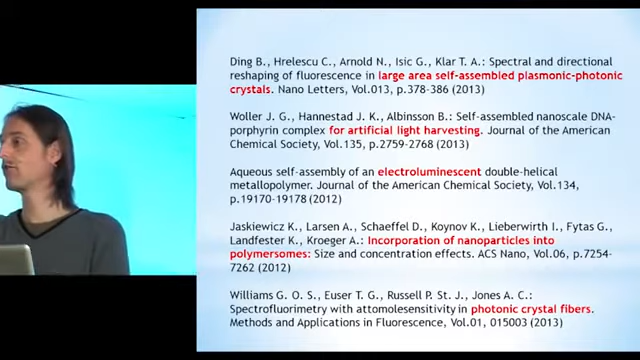 Ding B., Hrelescu C., Arnold N., Isic G., Klar T. A.: Spectral and directional
reshaping of fluorescence in large area self-assembled plasmonic-photonic
crystals. Nano Letters, Vol.013, p.378-386 (2013)
Woller J. G., Hannestad J. K., Albinsson B.: Self-assembled nanoscale DNA-
porphyrin complex for artificial light harvesting. Journal of the American
Chemical Society, Vol.135, p.2759-2768 (2013)
Aqueous self-assembly of an electroluminescent double-helical
metallopolymer. Journal of the American Chemical Society, Vol.134,
p.19170-19178 (2012)
Jaskiewicz K., Larsen A., Schaeffel D., Koynov K., Lieberwirth I., Fytas G.,
Landfester K., Kroeger A.: Incorporation of nanoparticles into
polymersomes: Size and concentration effects. ACS Nano, Vol.06, p.7254-
7262 (2012)
Williams G. O. S., Euser T. G., Russell P. St. J., Jones A. C.:
Spectrofluorimetry with attomolesensitivity in photonic crystal fibers.
Methods and Applications in Fluorescence, Vol.01, 015003 (2013)